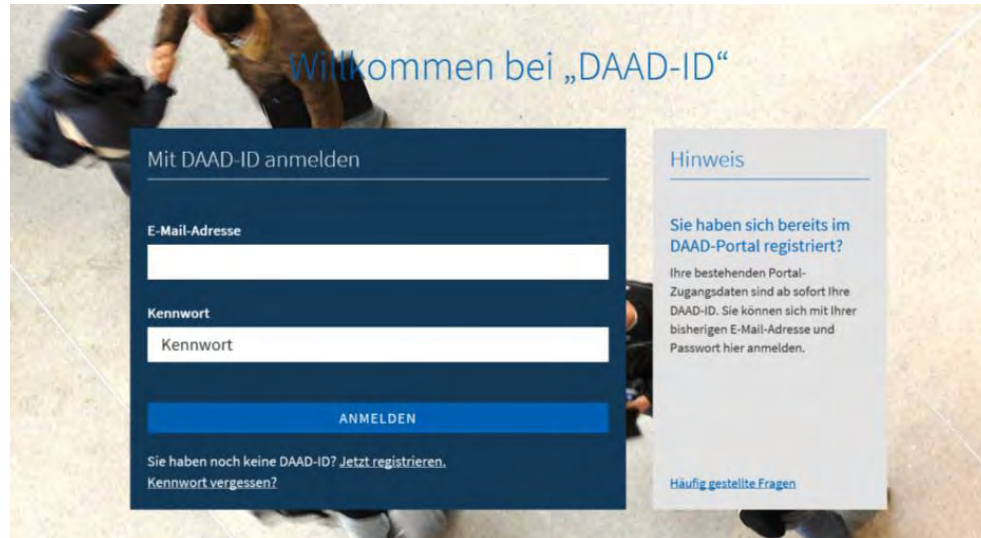 Willkommen bei „DAAD-ID“
Mit DAAD-ID anmelden
E-Mail-Adresse
Kennwort
Kennwort
ANMELDEN
Sie haben noch keine DAAD-ID? Jetzt registrieren.
Kennwort vergessen?
Hinweis
Sie haben sich bereits im
DAAD-Portal registriert?
Ihre bestehenden Portal-
Zugangsdaten sind ab sofort Ihre
DAAD-ID. Sie können sich mit Ihrer
bisherigen E-Mail-Adresse und
Passwort hier anmelden.
Häufig gestellte Fragen